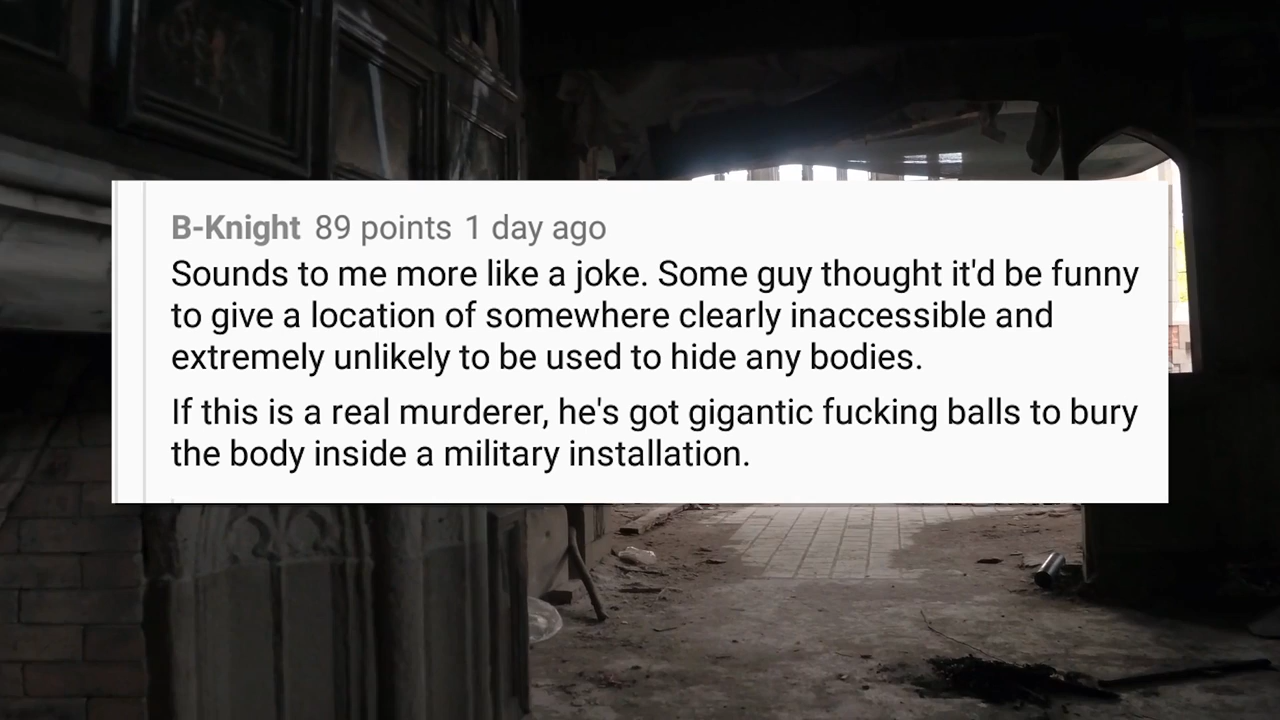 B-Knight 89 points 1 day ago
Sounds to me more like a joke. Some guy thought it'd be funny
to give a location of somewhere clearly inaccessible and
extremely unlikely to be used to hide any bodies.
If this is a real murderer, he's got gigantic fucking balls to bury
the body inside a military installation.